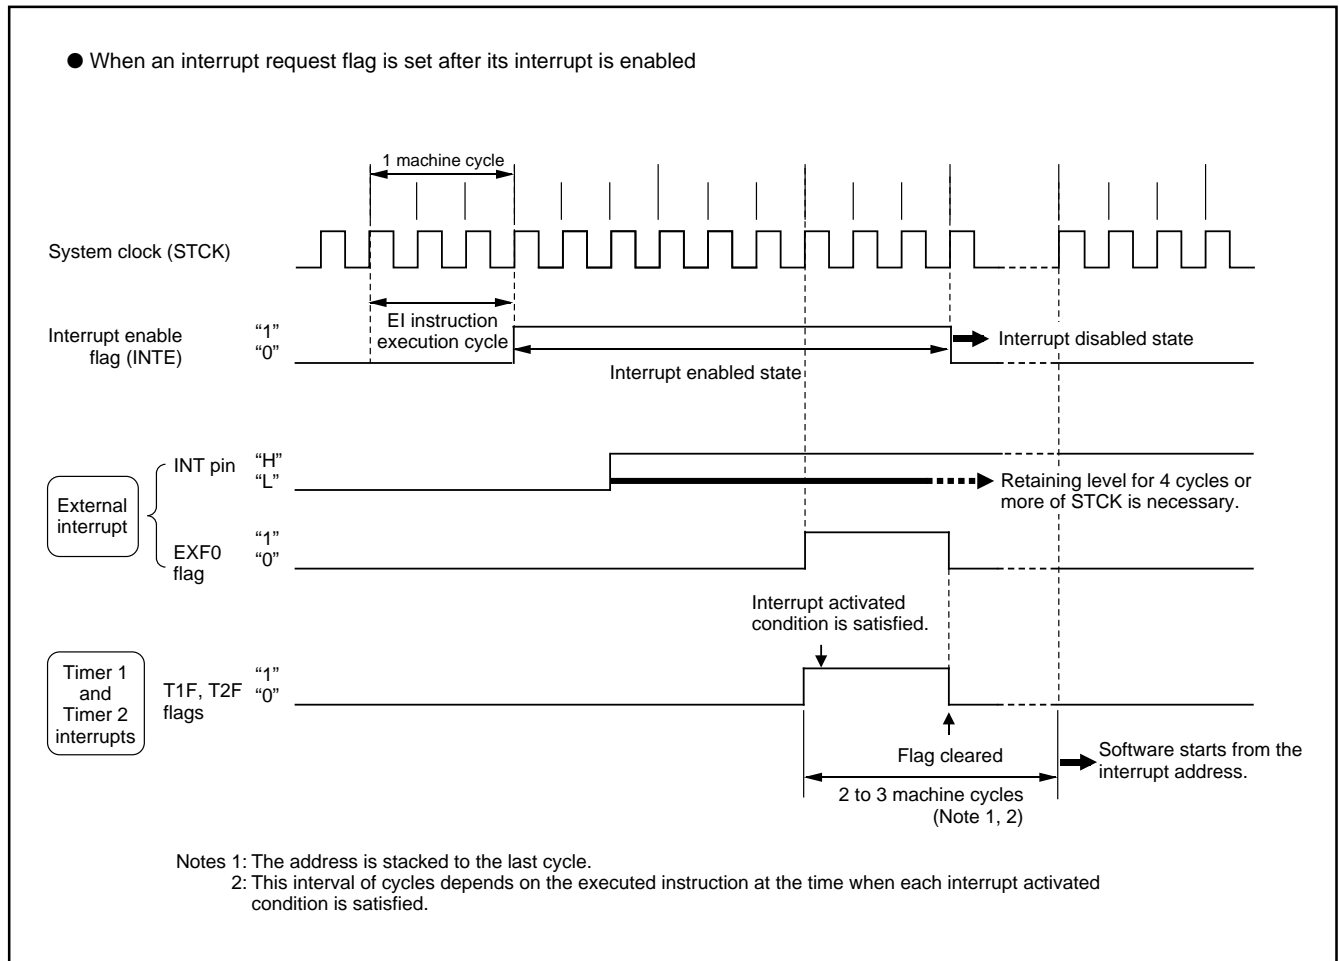 ● When an interrupt request flag is set after its interrupt is enabled
1 machine cycle
System clock (STCK)
EI instruction
execution cycle
Interrupt enable
flag (INTE)
“1”
“0”
Interrupt disabled state
Interrupt enabled state
External
interrupt
INT pin
“H”
“L”
Retaining level for 4 cycles or
more of STCK is necessary.
EXF0
flag
“1”
“0”
Interrupt activated
condition is satisfied.
Timer 1
and
Timer 2
interrupts
T1F, T2F
flags
“1”
“0”
Flag cleared
Software starts from the
interrupt address.
2 to 3 machine cycles
(Note 1, 2)
Notes 1: The address is stacked to the last cycle.
2: This interval of cycles depends on the executed instruction at the time when each interrupt activated
condition is satisfied.